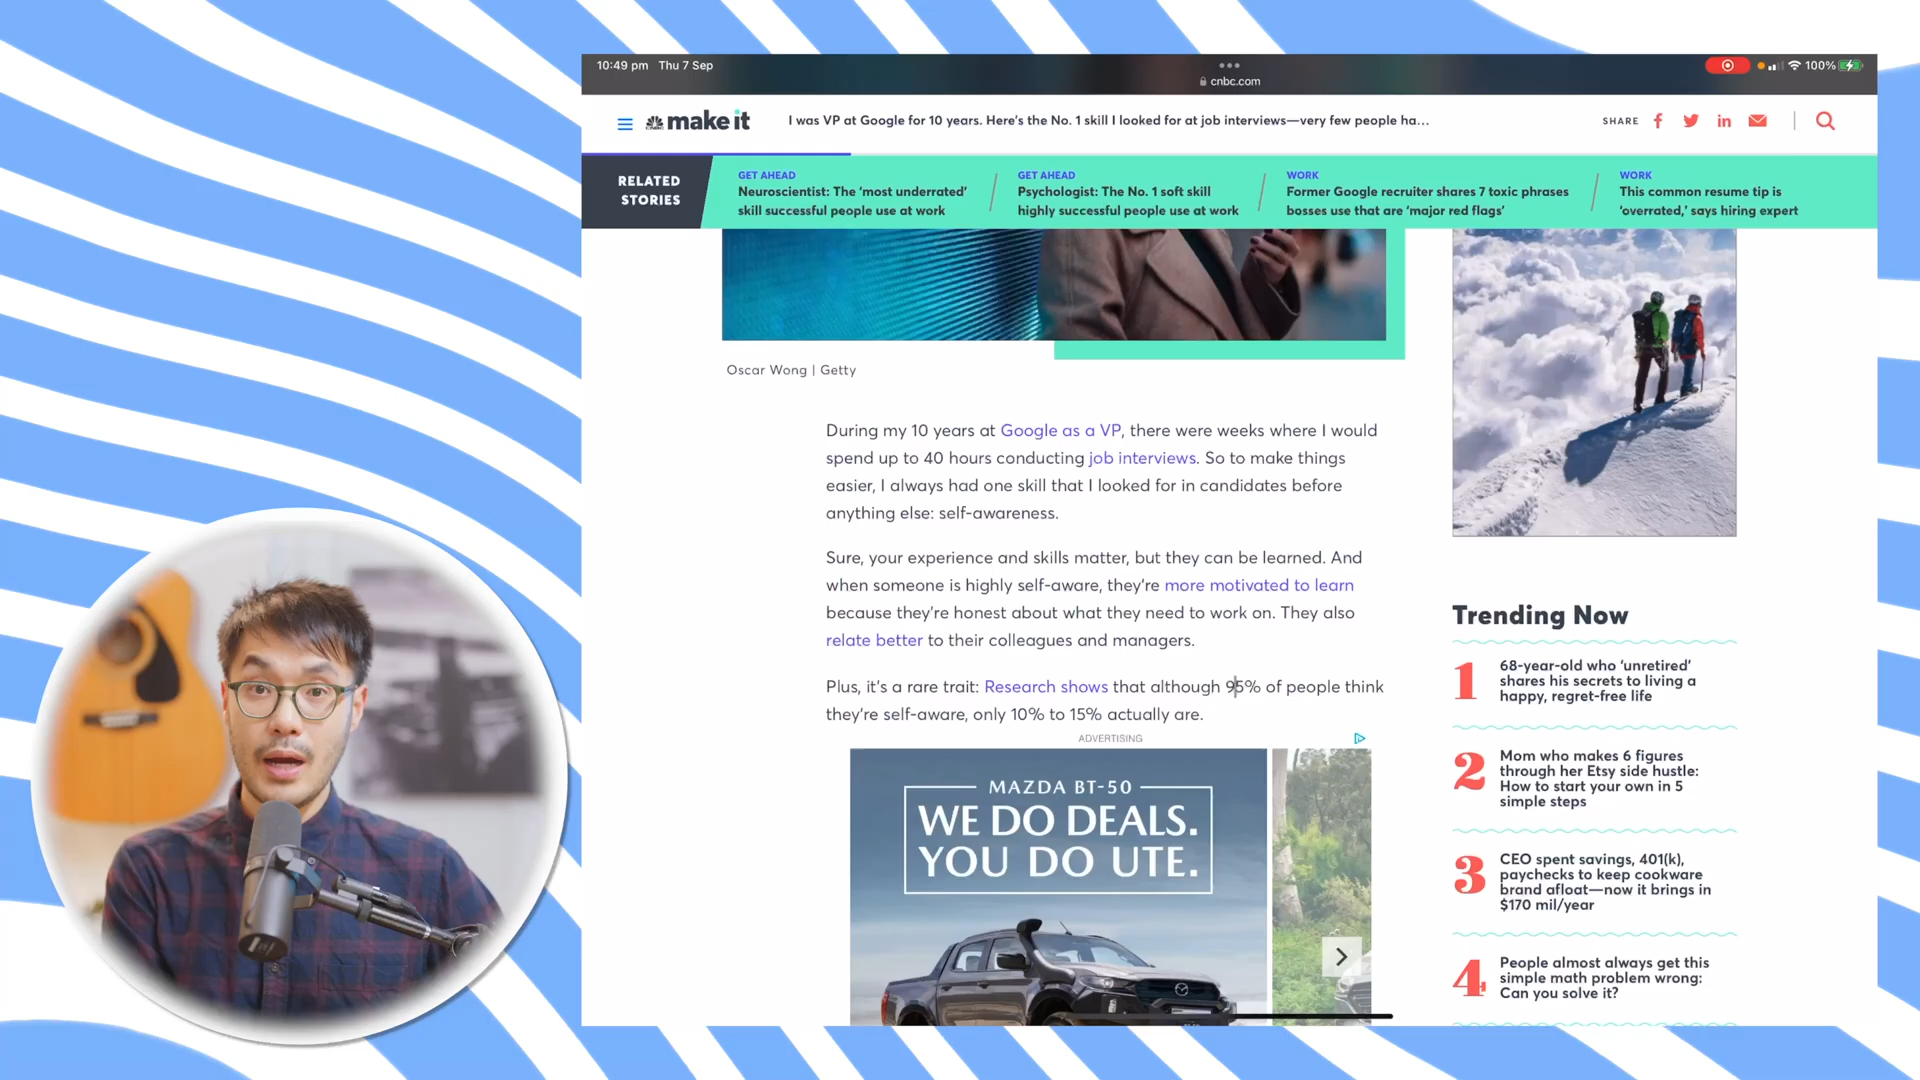 10:49 pm Thu 7 Sep
cnbc.com
100%
make it
I was VP at Google for 10 years. Here's the No. 1 skill I looked for at job interviews—very few people ha...
SHARE
RELATED
STORIES
GET AHEAD
Neuroscientist: The 'most underrated'
skill successful people use at work
GET AHEAD
Psychologist: The No. 1 soft skill
highly successful people use at work
WORK
Former Google recruiter shares 7 toxic phrases
bosses use that are 'major red flags'
WORK
This common resume tip is
'overrated,' says hiring expert
Oscar Wong | Getty
During my 10 years at Google as a VP, there were weeks where I would
spend up to 40 hours conducting job interviews. So to make things
easier, I always had one skill that I looked for in candidates before
anything else: self-awareness.
Sure, your experience and skills matter, but they can be learned. And
when someone is highly self-aware, they're more motivated to learn
because they're honest about what they need to work on. They also
relate better to their colleagues and managers.
Plus, it's a rare trait: Research shows that although 95% of people think
they're self-aware, only 10% to 15% actually are.
ADVERTISING
MAZDA BT-50
WE DO DEALS.
YOU DO UTE.
Trending Now
1
68-year-old who 'unretired'
shares his secrets to living a
happy, regret-free life
2
Mom who makes 6 figures
through her Etsy side hustle:
How to start your own in 5
simple steps
3
CEO spent savings, 401(k),
paychecks to keep cookware
brand afloat—now it brings in
$170 mil/year
4
People almost always get this
simple math problem wrong:
Can you solve it?